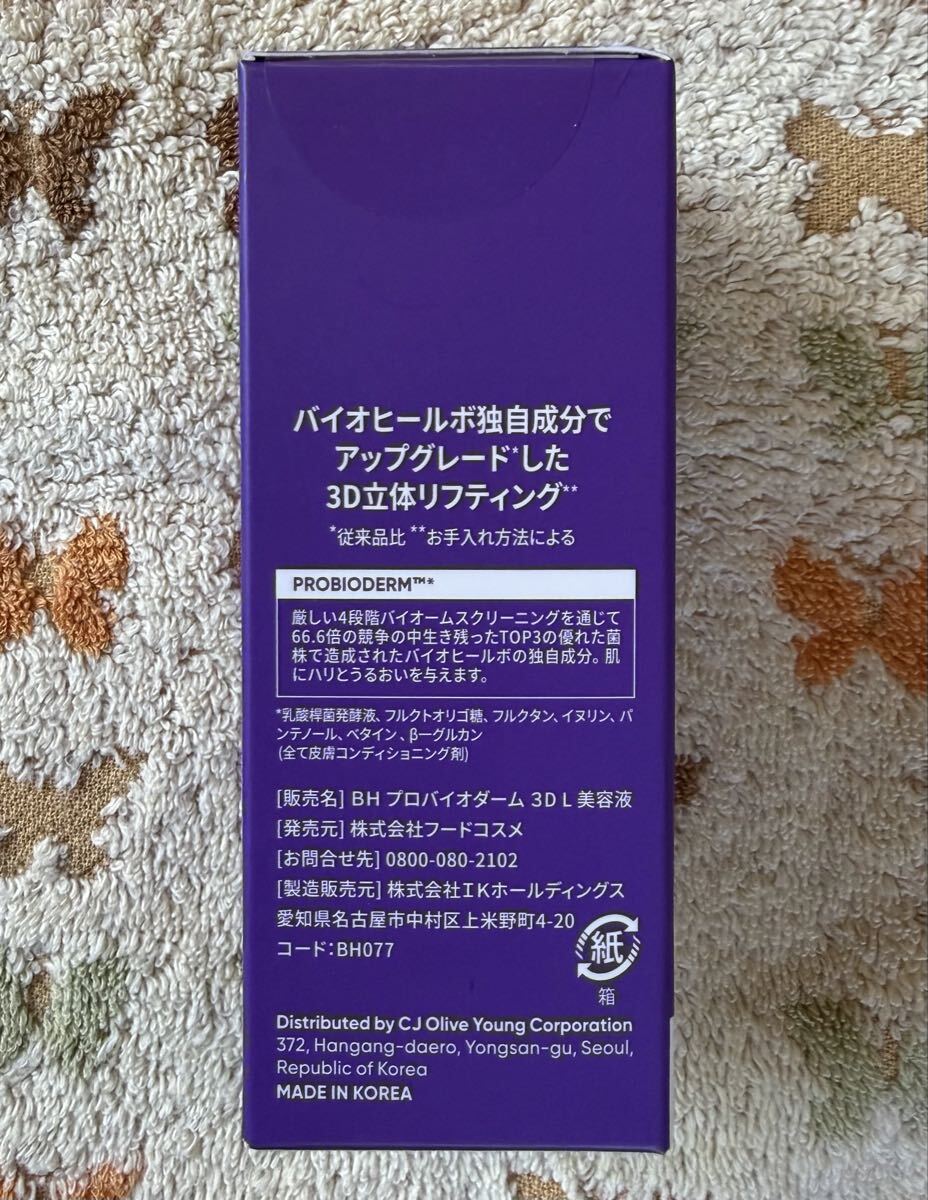 バイオヒールボ独自成分で
アップグレード*した
3D立体リフティング**
*従来品比 **お手入れ方法による
PROBIODERM™*
厳しい4段階バイオームスクリーニングを通じて
66.6倍の競争の中生き残ったTOP3の優れた菌
株で造成されたバイオヒールボの独自成分。肌
にハリとうるおいを与えます。
*乳酸桿菌発酵液、フルクトオリゴ糖、フルクタン、イヌリン、パ
ンテノール、ベタイン、βーグルカン
(全て皮膚コンディショニング剤)
[販売名] BH プロバイオダーム 3D L 美容液
[発売元] 株式会社フードコスメ
[お問合せ先] 0800-080-2102
[製造販売元] 株式会社IKホールディングス
愛知県名古屋市中村区上米野町4-20
コード:BH077
紙
箱
Distributed by CJ Olive Young Corporation
372, Hangang-daero, Yongsan-gu, Seoul,
Republic of Korea
MADE IN KOREA